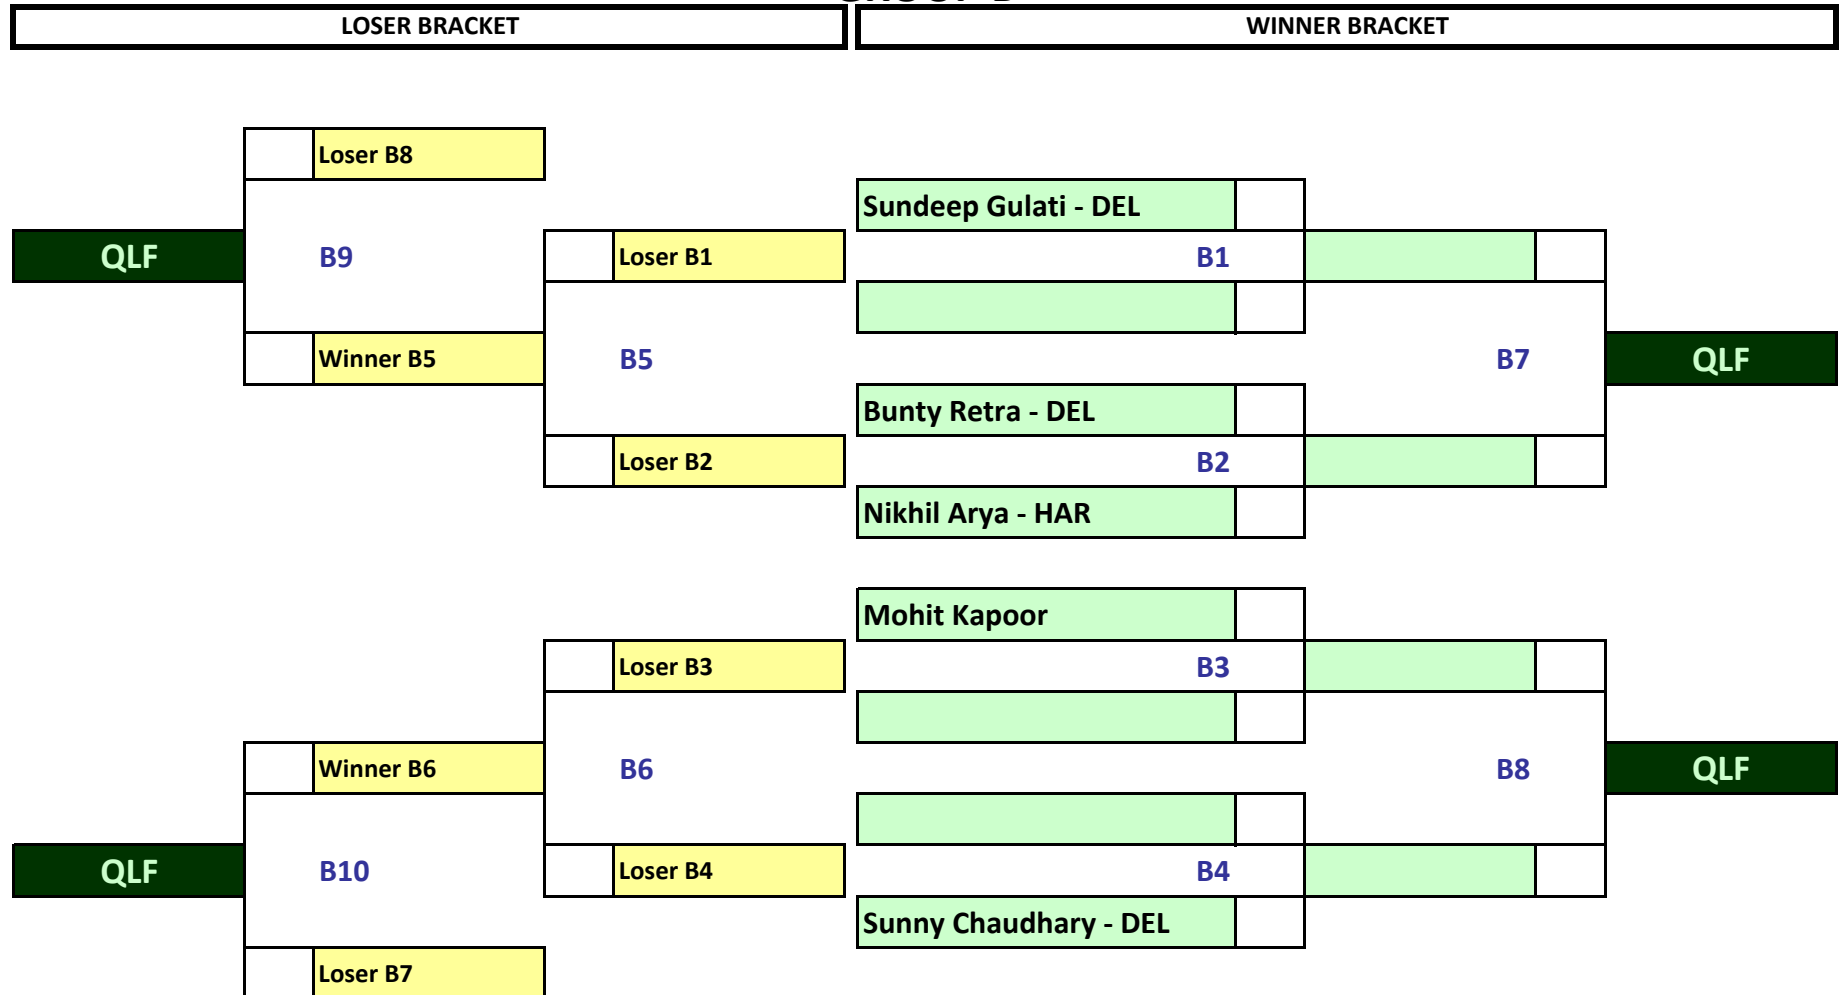 LOSER BRACKET
WINNER BRACKET
Loser B8
Sundeep Gulati - DEL
QLF
B9
Loser B1
B1
Winner B5
B5
B7
QLF
Bunty Retra - DEL
Loser B2
B2
Nikhil Arya - HAR
Mohit Kapoor
Loser B3
B3
Winner B6
B6
B8
QLF
QLF
B10
Loser B4
B4
Sunny Chaudhary - DEL
Loser B7